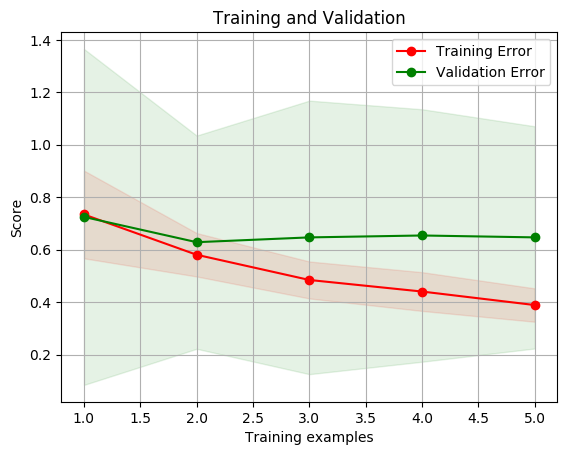 Training and Validation
1.4
1.2
1.0
0.8
0.6
0.4
0.2
Score
Training Error
Validation Error
1.0 1.5 2.0 2.5 3.0 3.5 4.0 4.5 5.0
Training examples